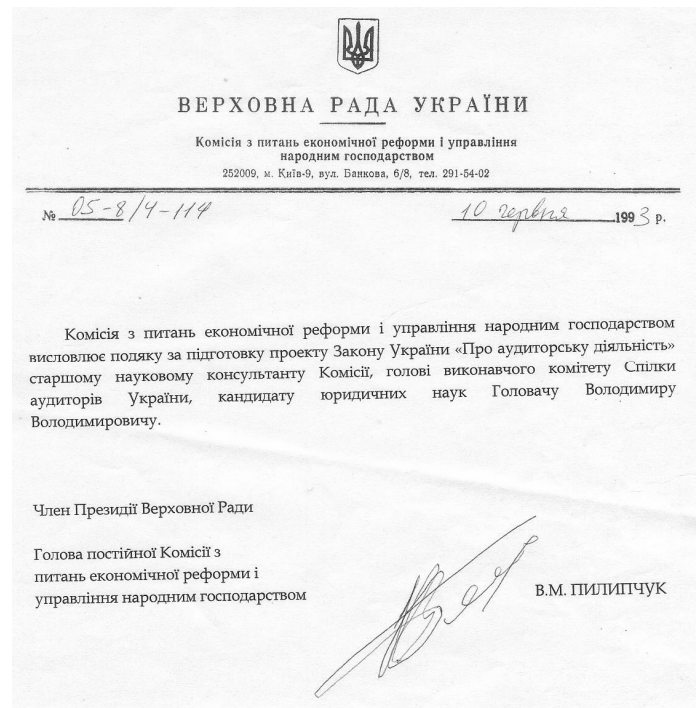 ВЕРХОВНА РАДА УКРАЇНИ
Комісія з питань економічної реформи і управління
народним господарством
252009, м. Київ-9, вул. Банкова, 6/8, тел. 291-54-02
№ 05-8/4-114 10 червня 1993 р.
Комісія з питань економічної реформи і управління народним господарством
висловлює подяку за підготовку проекту Закону України «Про аудиторську діяльність»
старшому науковому консультанту Комісії, голові виконавчого комітету Спілки
аудиторів України, кандидату юридичних наук Головачу Володимиру
Володимировичу.
Член Президії Верховної Ради
Голова постійної Комісії з
питань економічної реформи і
управління народним господарством
В.М. ПИЛИПЧУК